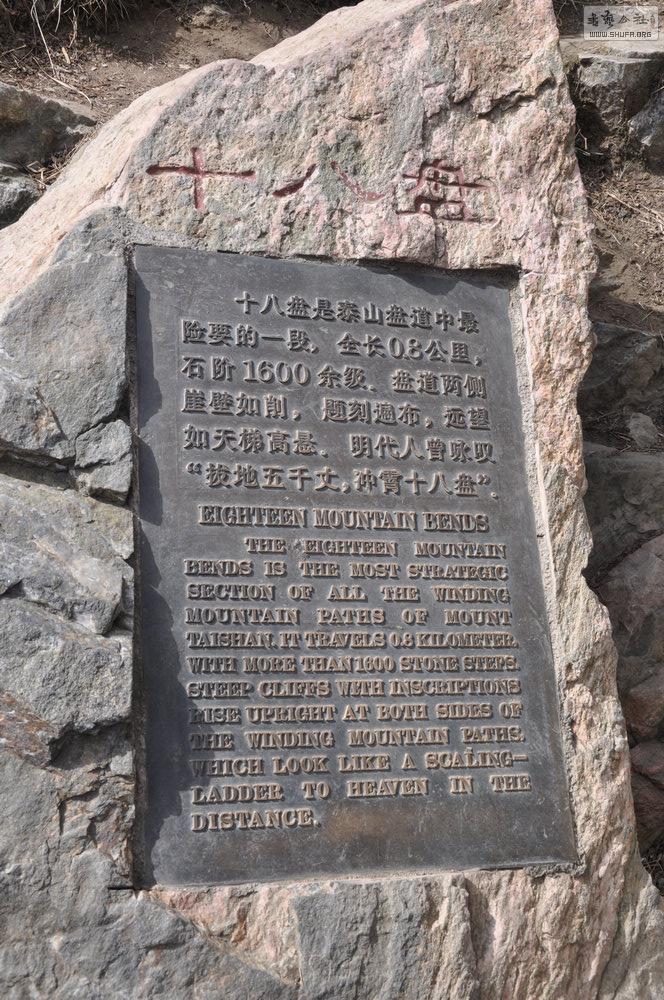 WWW.SHUFA.ORG
十八盘
十八盘是泰山盘道中最
险要的一段，全长0.8公里，
石阶1600余级．盘道两侧
崖壁如削，题刻遍布，远望
如天梯高悬．明代人曾咏叹
“拔地五千丈，冲霄十八盘”．
EIGHTEEN MOUNTAIN BENDS
THE EIGHTEEN MOUNTAIN
BENDS IS THE MOST STRATEGIC
SECTION OF ALL THE WINDING
MOUNTAIN PATHS OF MOUNT
TAISHAN. IT TRAVELS 0.8 KILOMETER
WITH MORE THAN 1600 STONE STEPS.
STEEP CLIFFS WITH INSCRIPTIONS
RISE UPRIGHT AT BOTH SIDES OF
THE WINDING MOUNTAIN PATHS.
WHICH LOOK LIKE A SCALING—
LADDER TO HEAVEN IN THE
DISTANCE.